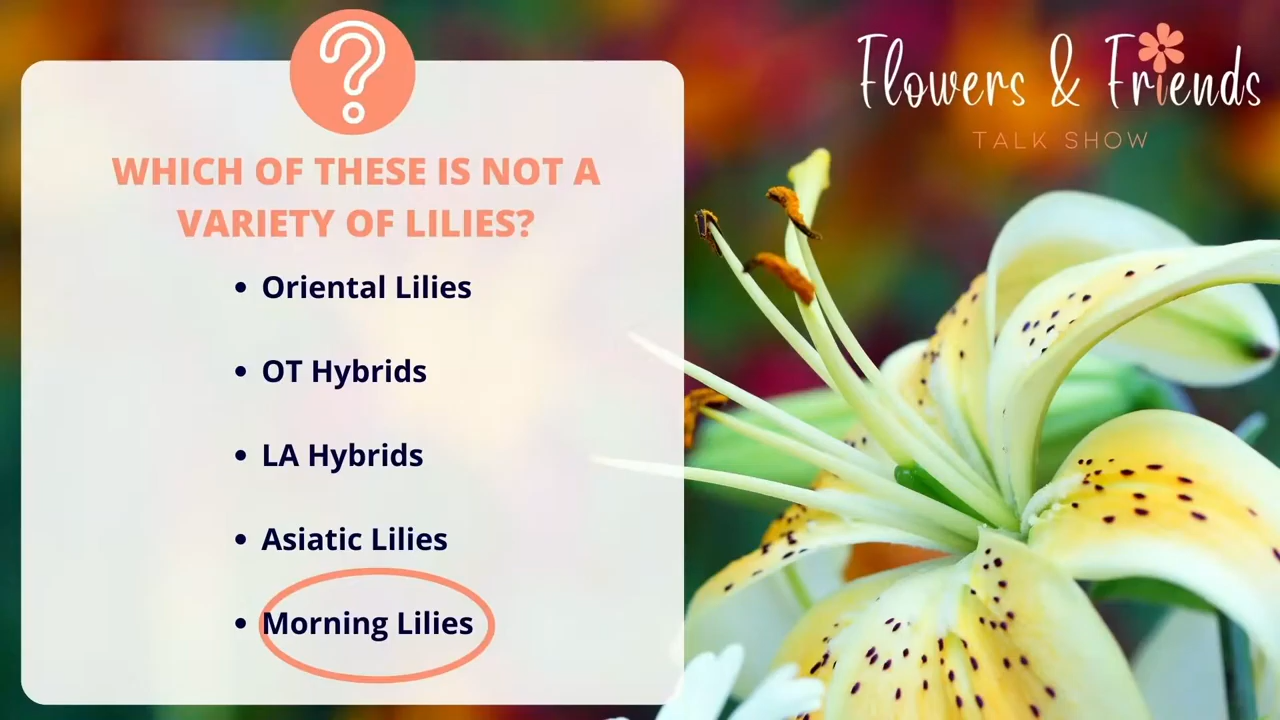 Flowers & Friends
TALK SHOW
WHICH OF THESE IS NOT A
VARIETY OF LILIES?
• Oriental Lilies
• OT Hybrids
• LA Hybrids
• Asiatic Lilies
• Morning Lilies